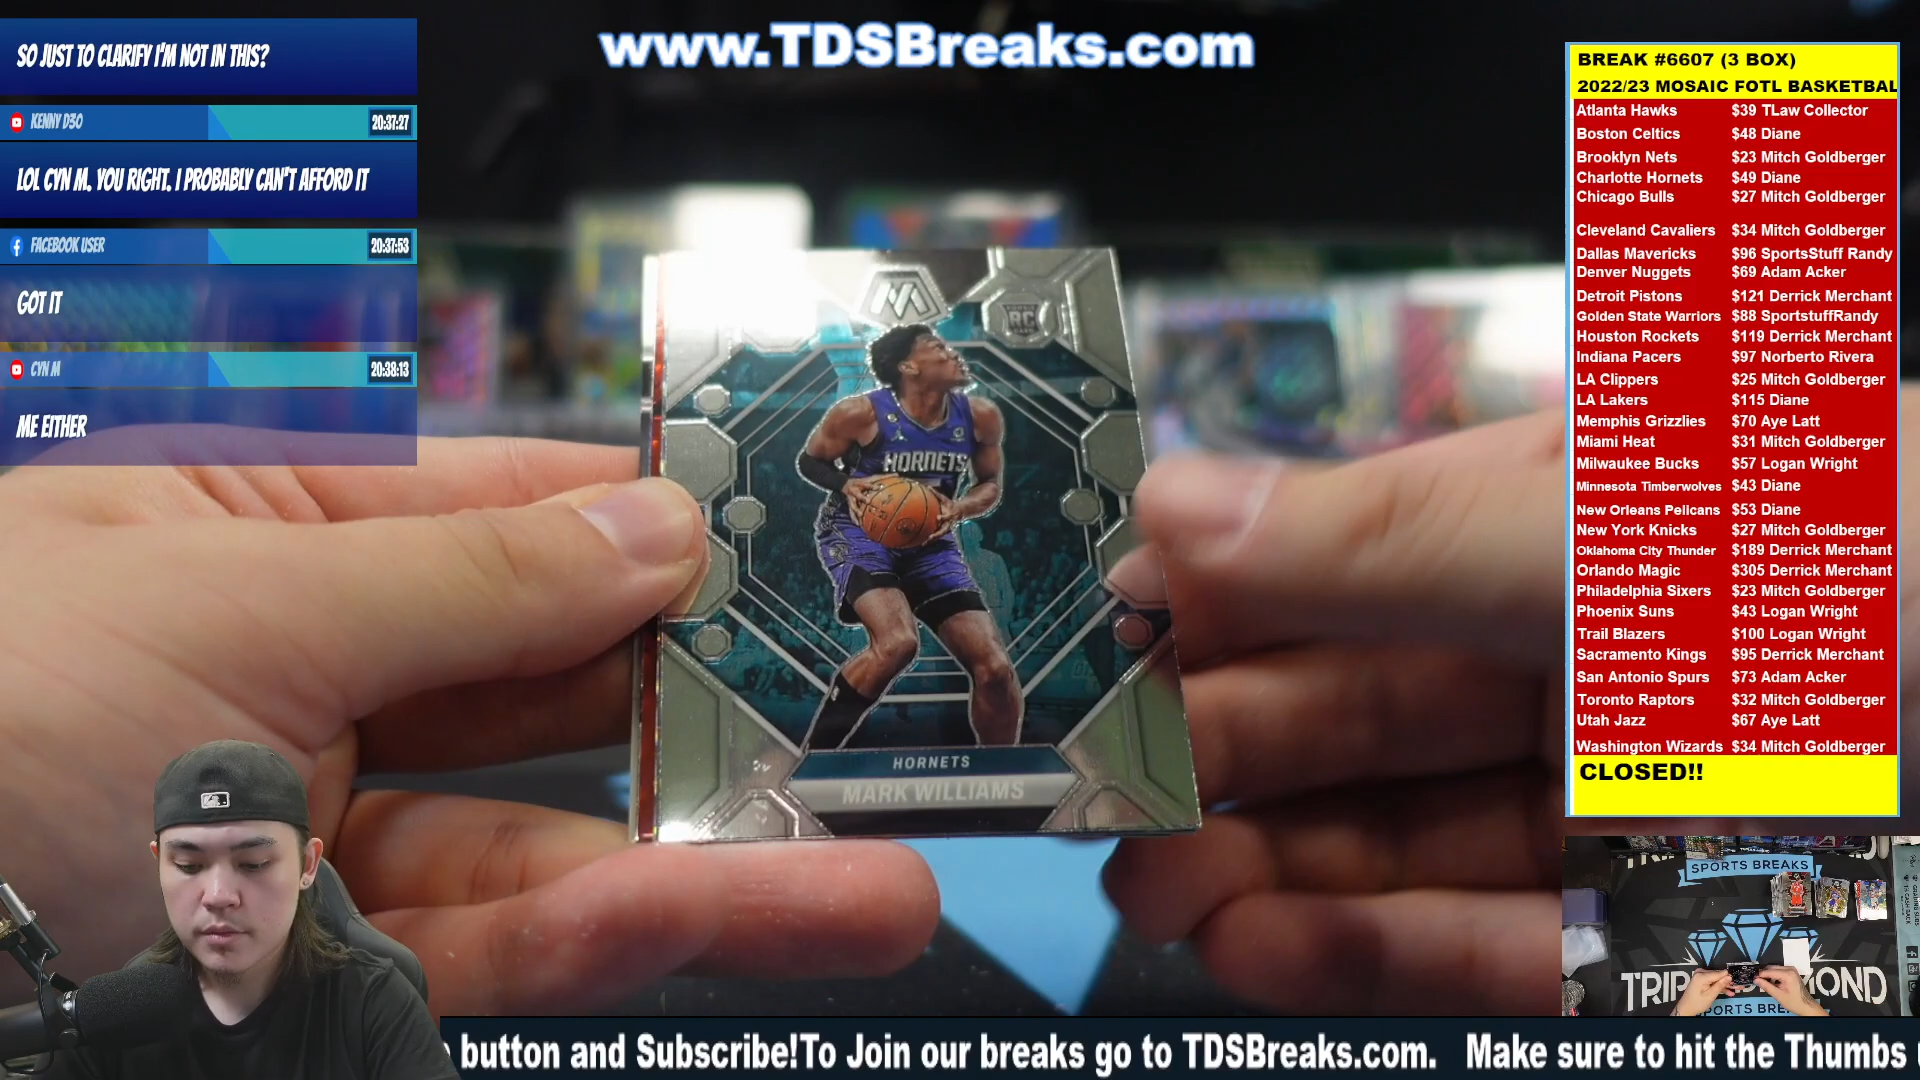 www.TDSBreaks.com
SO JUST TO CLARIFY I'M NOT IN THIS?
KENNY D30 20:37:27
LOL CYN M. YOU RIGHT. I PROBABLY CAN'T AFFORD IT
FACEBOOK USER 20:37:53
GOT IT
CYN M 20:38:13
ME EITHER
RC
HORNETS
HORNETS
MARK WILLIAMS
BREAK #6607 (3 BOX)
2022/23 MOSAIC FOTL BASKETBAL
Atlanta Hawks $39 TLaw Collector
Boston Celtics $48 Diane
Brooklyn Nets $23 Mitch Goldberger
Charlotte Hornets $49 Diane
Chicago Bulls $27 Mitch Goldberger
Cleveland Cavaliers $34 Mitch Goldberger
Dallas Mavericks $96 SportsStuff Randy
Denver Nuggets $69 Adam Acker
Detroit Pistons $121 Derrick Merchant
Golden State Warriors $88 SportstuffRandy
Houston Rockets $119 Derrick Merchant
Indiana Pacers $97 Norberto Rivera
LA Clippers $25 Mitch Goldberger
LA Lakers $115 Diane
Memphis Grizzlies $70 Aye Latt
Miami Heat $31 Mitch Goldberger
Milwaukee Bucks $57 Logan Wright
Minnesota Timberwolves $43 Diane
New Orleans Pelicans $53 Diane
New York Knicks $27 Mitch Goldberger
Oklahoma City Thunder $189 Derrick Merchant
Orlando Magic $305 Derrick Merchant
Philadelphia Sixers $23 Mitch Goldberger
Phoenix Suns $43 Logan Wright
Trail Blazers $100 Logan Wright
Sacramento Kings $95 Derrick Merchant
San Antonio Spurs $73 Adam Acker
Toronto Raptors $32 Mitch Goldberger
Utah Jazz $67 Aye Latt
Washington Wizards $34 Mitch Goldberger
CLOSED!!
SPORTS BREAKS
TRIP MOND
button and Subscribe!To Join our breaks go to TDSBreaks.com. Make sure to hit the Thumbs